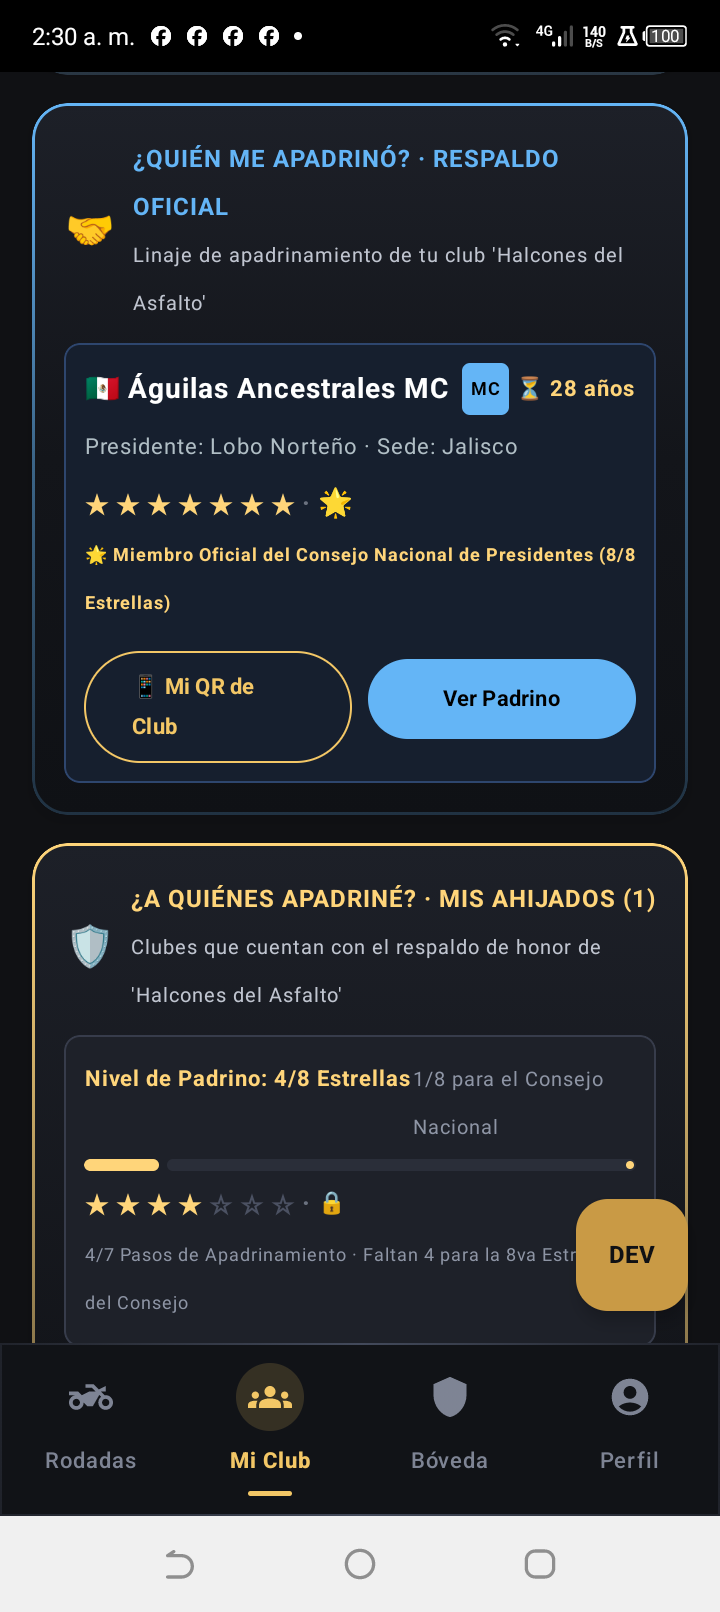 2:30 a. m.
4G 140 B/S 100
¿QUIÉN ME APADRINÓ? · RESPALDO
OFICIAL
Linaje de apadrinamiento de tu club 'Halcones del
Asfalto'
Águilas Ancestrales MC MC ⏳ 28 años
Presidente: Lobo Norteño · Sede: Jalisco
★ ★ ★ ★ ★ ★ ★ · 🌟
🌟 Miembro Oficial del Consejo Nacional de Presidentes (8/8
Estrellas)
📱 Mi QR de
Club
Ver Padrino
¿A QUIÉNES APADRINÉ? · MIS AHIJADOS (1)
Clubes que cuentan con el respaldo de honor de
'Halcones del Asfalto'
Nivel de Padrino: 4/8 Estrellas 1/8 para el Consejo
Nacional
★ ★ ★ ★ ☆ ☆ ☆ · 🔒
4/7 Pasos de Apadrinamiento · Faltan 4 para la 8va Estr
del Consejo
DEV
Rodadas
Mi Club
Bóveda
Perfil